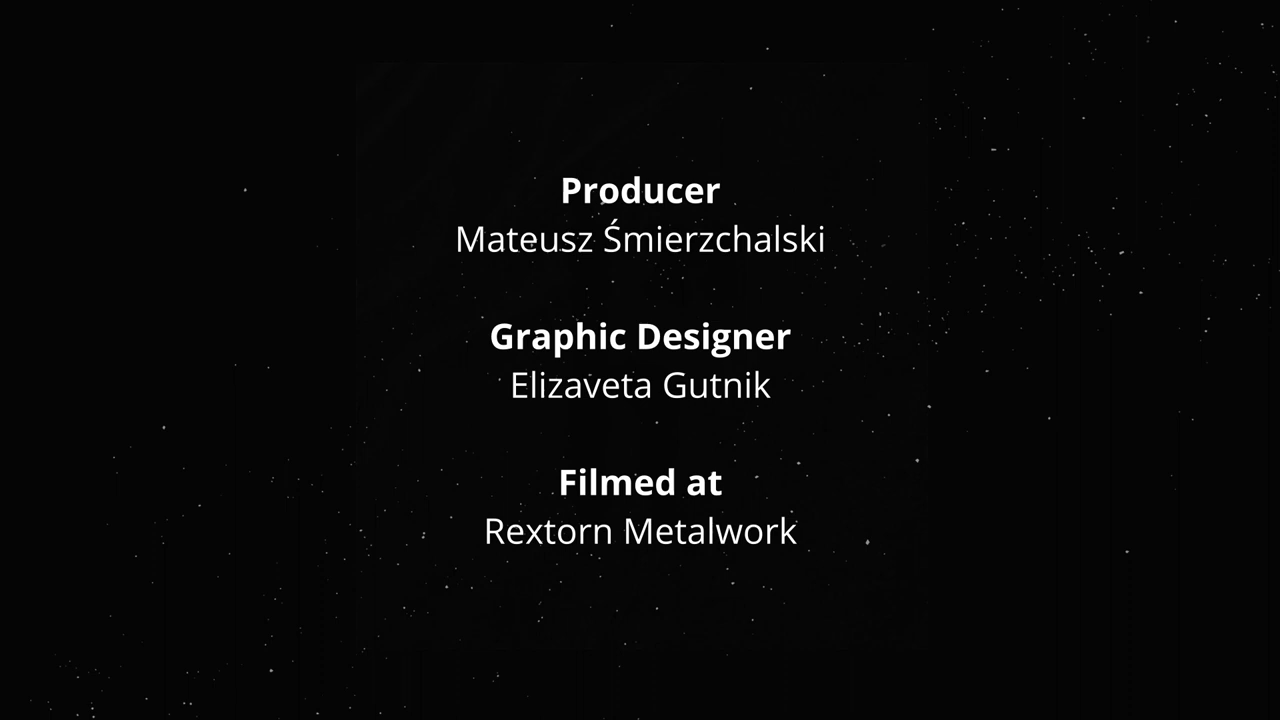 Producer
Mateusz Śmierzchalski
Graphic Designer
Elizaveta Gutnik
Filmed at
Rextorn Metalwork